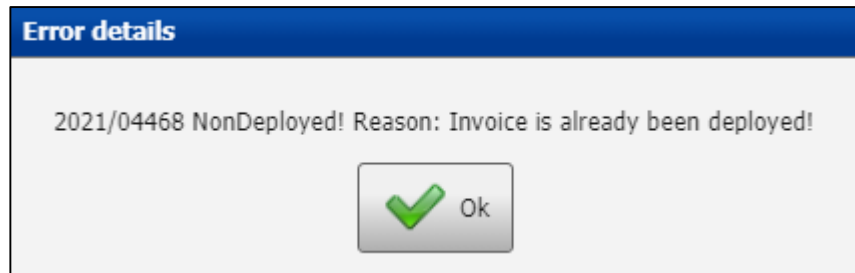 Error details
2021/04468 NonDeployed! Reason: Invoice is already been deployed!
Ok